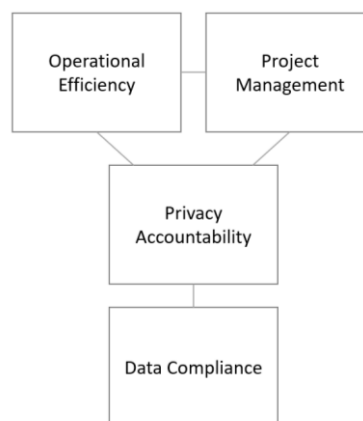 Operational
Efficiency
Project
Management
Privacy
Accountability
Data Compliance